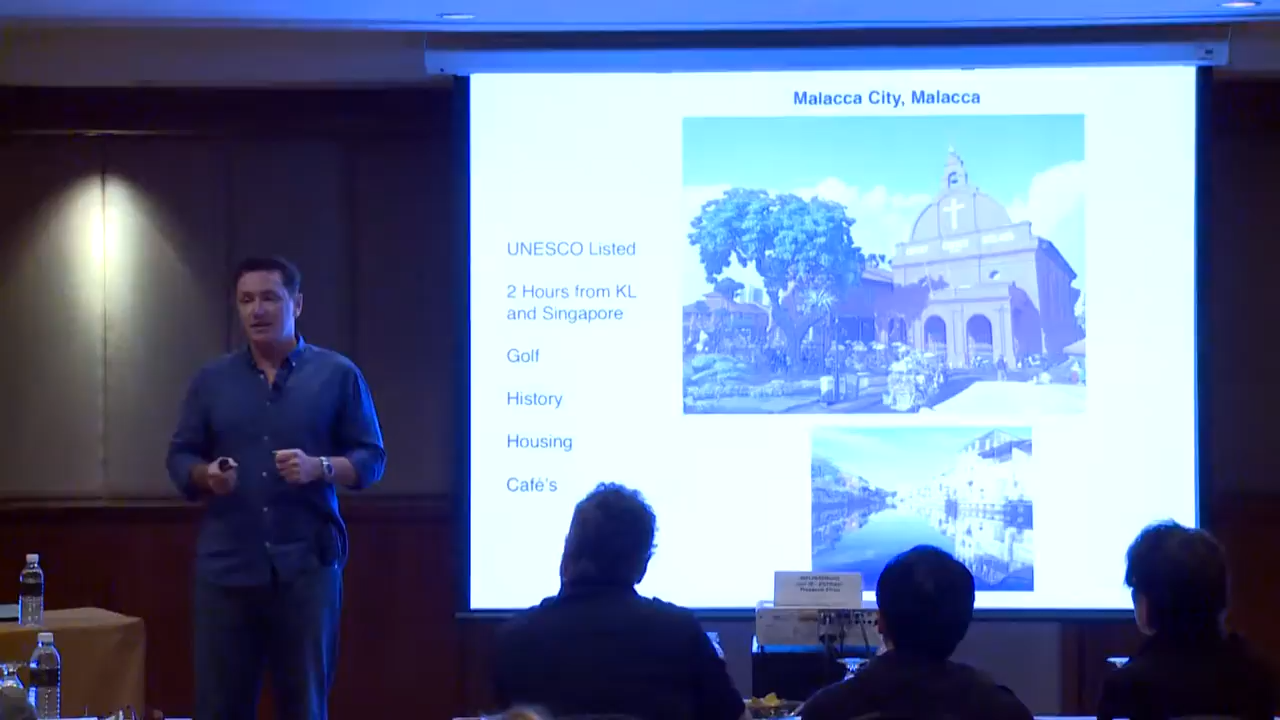 Malacca City, Malacca
UNESCO Listed
2 Hours from KL
and Singapore
Golf
History
Housing
Café's